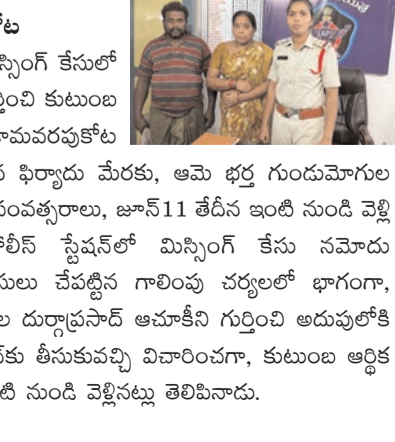 కోట
స్సింగ్ కేసులో
ర్తించి కుటుంబ
ామవరపుకోట
న ఫిర్యాదు మేరకు, ఆమె భర్త గుండుమోగుల
సంవత్సరాలు, జూన్11 తేదీన ఇంటి నుండి వెళ్లి
ోలీస్ స్టేషన్‌లో మిస్సింగ్ కేసు నమోదు
సులు చేపట్టిన గాలింపు చర్యలలో భాగంగా,
ల దుర్గాప్రసాద్ ఆచూకీని గుర్తించి అదుపులోకి
న్‌కు తీసుకువచ్చి విచారించగా, కుటుంబ ఆర్థిక
టి నుండి వెళ్లినట్లు తెలిపినాడు.